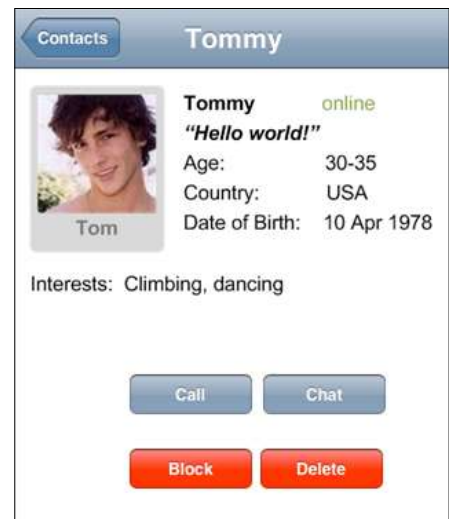 Contacts
Tommy
Tommy online
“Hello world!”
Age: 30-35
Country: USA
Date of Birth: 10 Apr 1978
Tom
Interests: Climbing, dancing
Call Chat
Block Delete